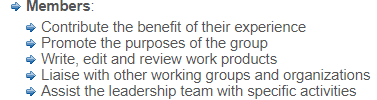 Members:
Contribute the benefit of their experience
Promote the purposes of the group
Write, edit and review work products
Liaise with other working groups and organizations
Assist the leadership team with specific activities